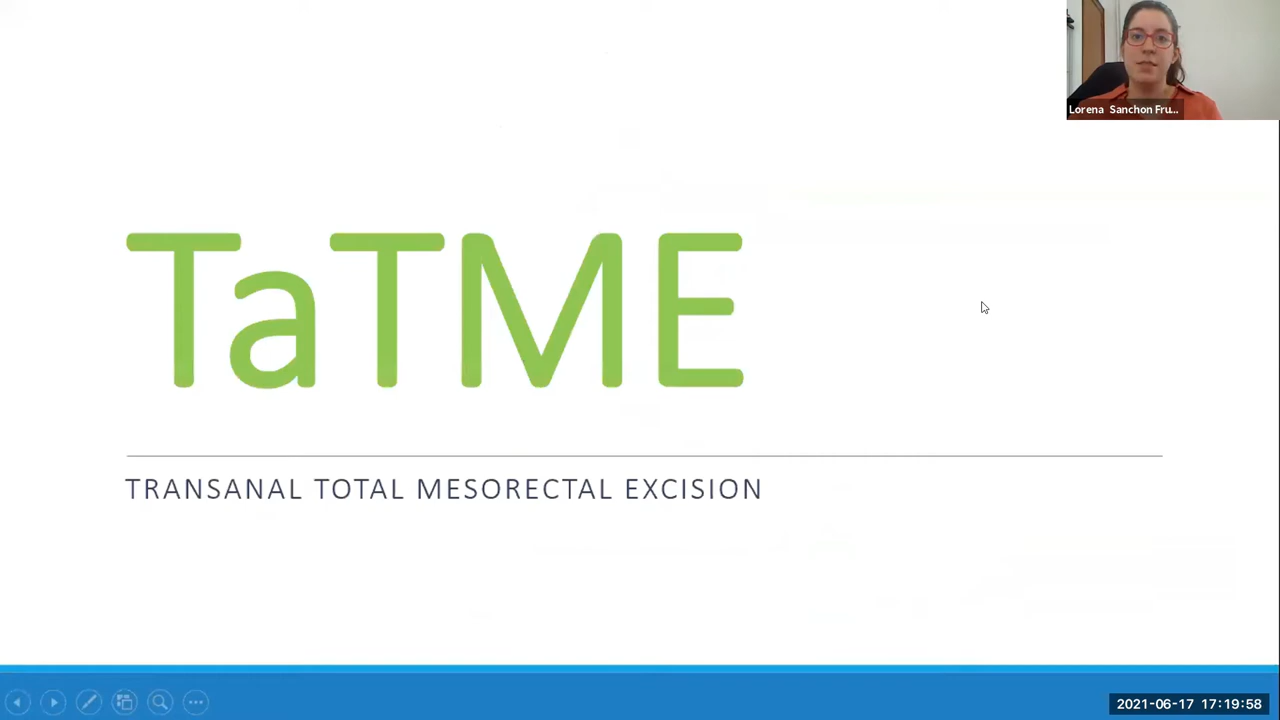 Lorena Sanchon Fru...
TaTME
TRANSANAL TOTAL MESORECTAL EXCISION
2021-06-17 17:19:58